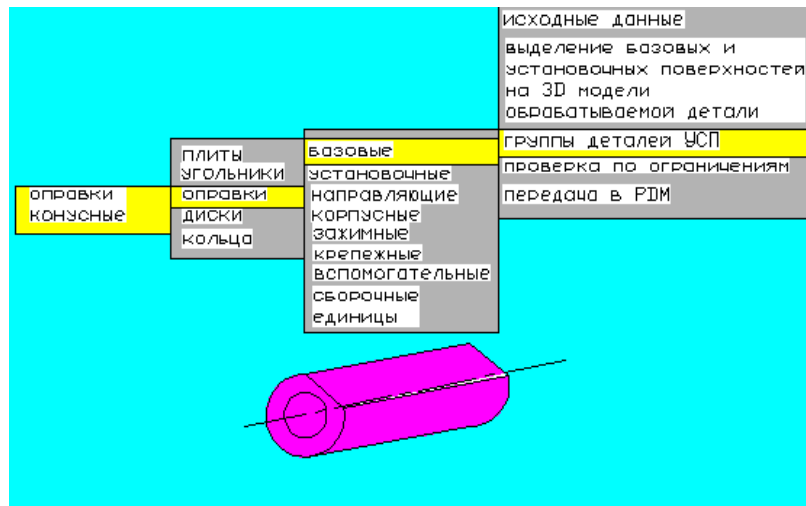 исходные данные
выделение базовых и
установочных поверхностей
на 3D модели
обрабатываемой детали
группы деталей УСП
проверка по ограничениям
передача в PDM
базовые
установочные
направляющие
корпусные
зажимные
крепежные
вспомогательные
сборочные
единицы
плиты
угольники
оправки
диски
кольца
оправки
конусные